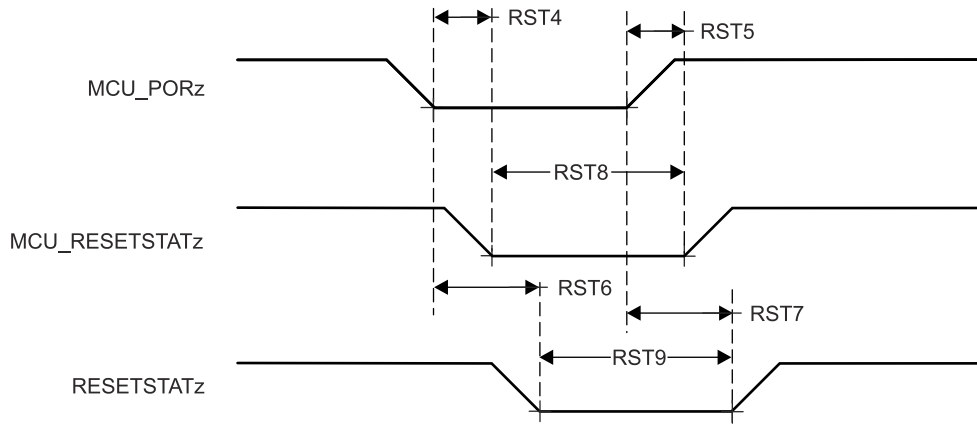 RST4
RST5
MCU_PORz
RST8
MCU_RESETSTATz
RST6
RST7
RST9
RESETSTATz